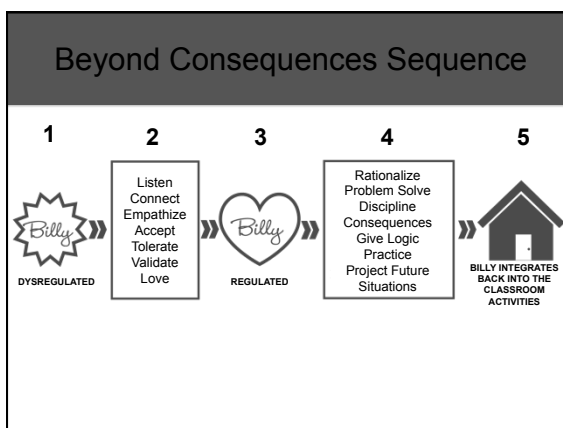 Beyond Consequences Sequence
1
2
3
4
5
Billy
DYSREGULATED
Listen
Connect
Empathize
Accept
Tolerate
Validate
Love
Billy
REGULATED
Rationalize
Problem Solve
Discipline
Consequences
Give Logic
Practice
Project Future
Situations
BILLY INTEGRATES
BACK INTO THE
CLASSROOM
ACTIVITIES